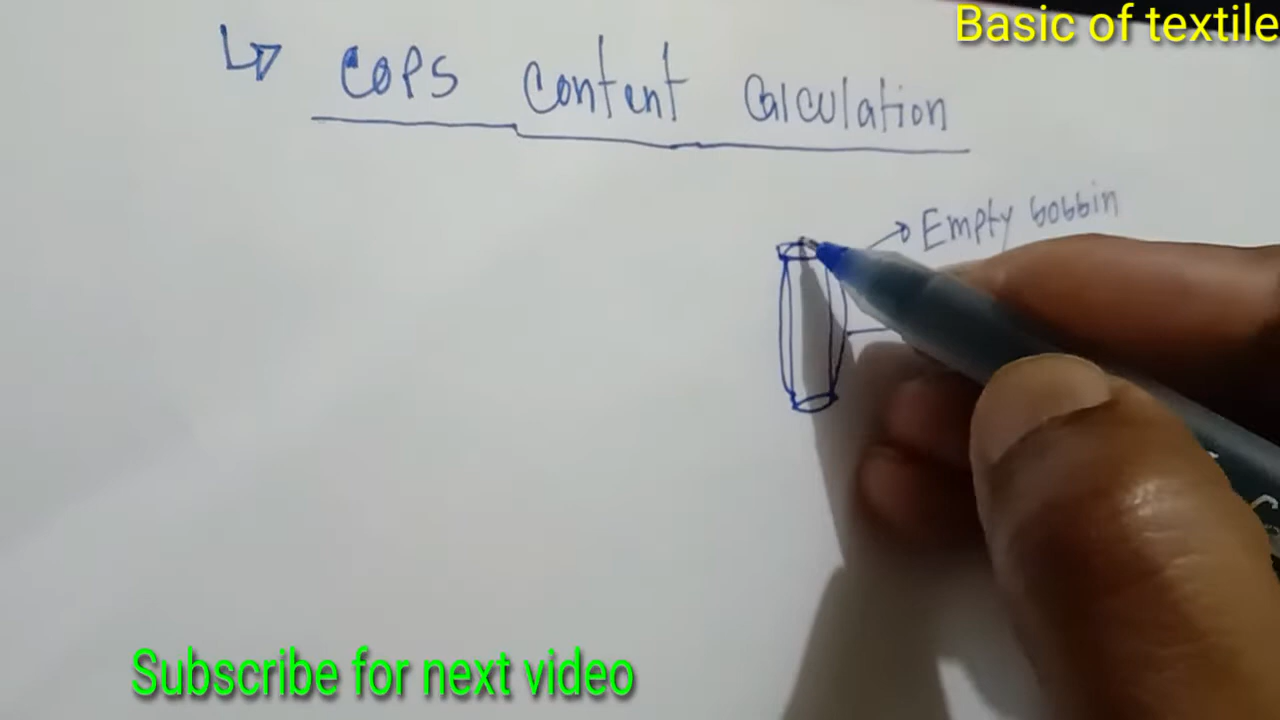 Basic of textile
COPS Content Calculation
Empty bobbin
Subscribe for next video